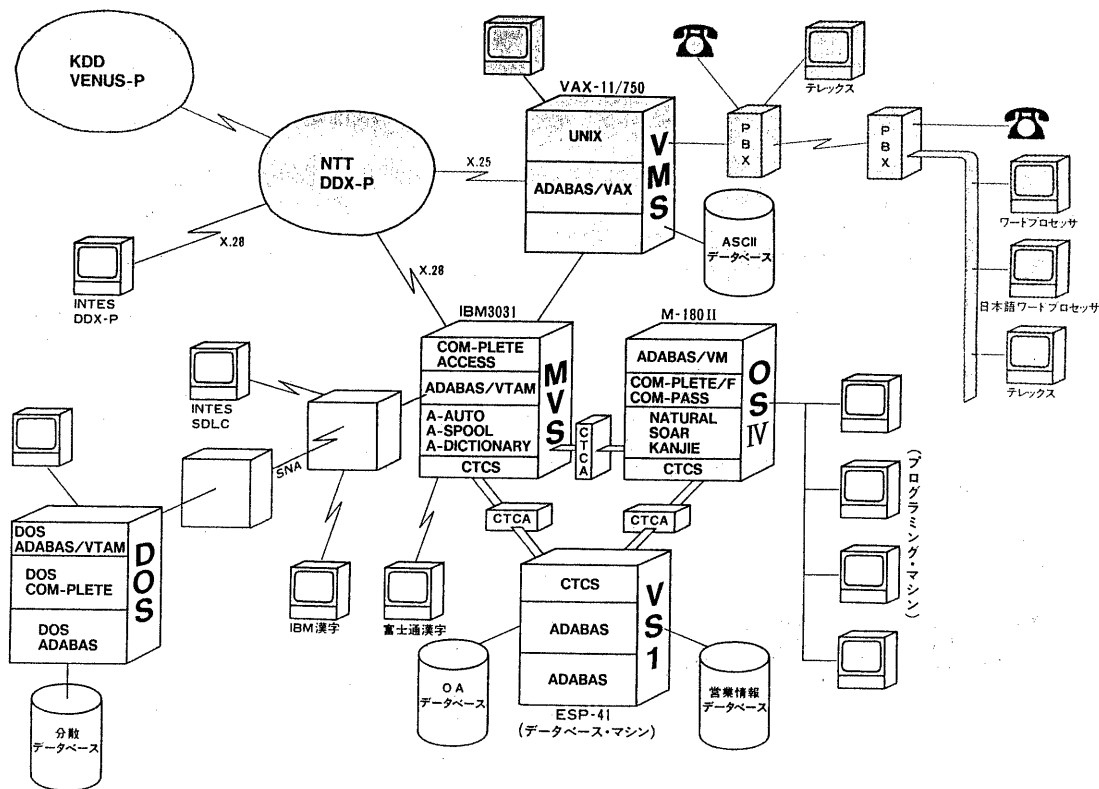 KDD
VENUS-P
NTT
DDX-P
X.25
X.28
X.28
INTES
DDX-P
VAX-11/750
UNIX
ADABAS/VAX
VMS
PBX
テレックス
PBX
ワードプロセッサ
日本語ワードプロセッサ
テレックス
ASCII
データベース
IBM3031
COM-PLETE
ACCESS
ADABAS/VTAM
A-AUTO
A-SPOOL
A-DICTIONARY
CTCS
MVS
CTCA
M-180II
ADABAS/VM
COM-PLETE/F
COM-PASS
NATURAL
SOAR
KANJIE
CTCS
OSⅣ
(プログラミング・マシン)
INTES
SDLC
SNA
DOS
ADABAS/VTAM
DOS
COM-PLETE
DOS
ADABAS
DOS
分散
データベース
IBM漢字
富士通漢字
CTCA
CTCA
CTCS
ADABAS
ADABAS
VS1
ESP-41
(データベース・マシン)
OA
データベース
営業情報
データベース